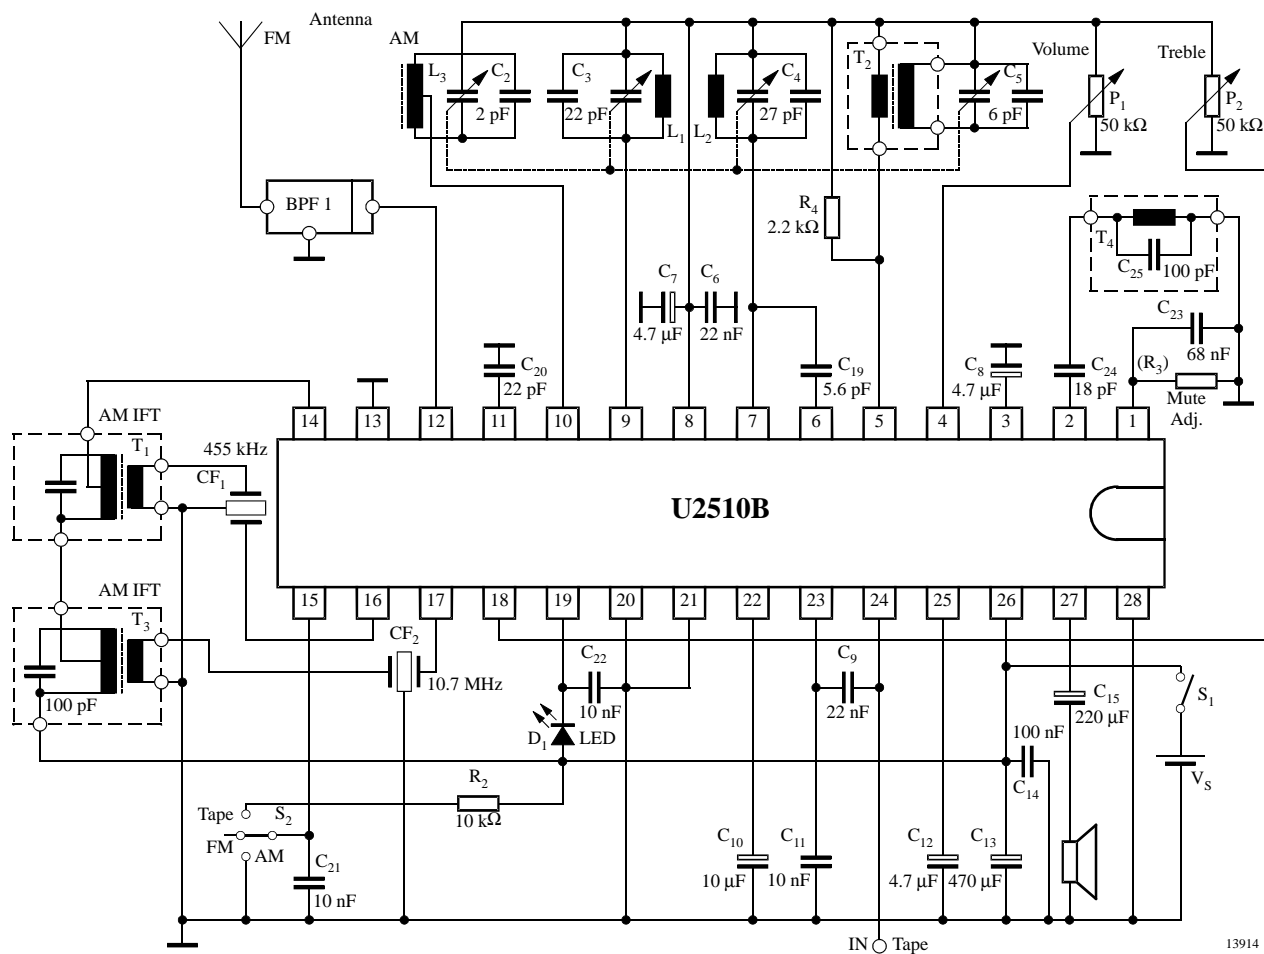 Antenna
FM
AM
L3
C2
2 pF
C3
22 pF
L1
L2
C4
27 pF
T2
C5
6 pF
Volume
P1
50 kΩ
Treble
P2
50 kΩ
BPF 1
R4
2.2 kΩ
T4
C25
100 pF
C7
4.7 μF
C6
22 nF
C20
22 pF
C19
5.6 pF
C8
4.7 μF
C24
18 pF
C23
68 nF
(R3)
Mute
Adj.
14 13 12 11 10 9 8 7 6 5 4 3 2 1
AM IFT
T1
455 kHz
CF1
U2510B
AM IFT
T3
100 pF
15 16 17 18 19 20 21 22 23 24 25 26 27 28
CF2
10.7 MHz
C22
10 nF
C9
22 nF
D1
LED
C15
220 μF
S1
100 nF
C14
VS
R2
10 kΩ
Tape
S2
FM
AM
C21
10 nF
C10
10 μF
C11
10 nF
C12
4.7 μF
C13
470 μF
IN
Tape
13914